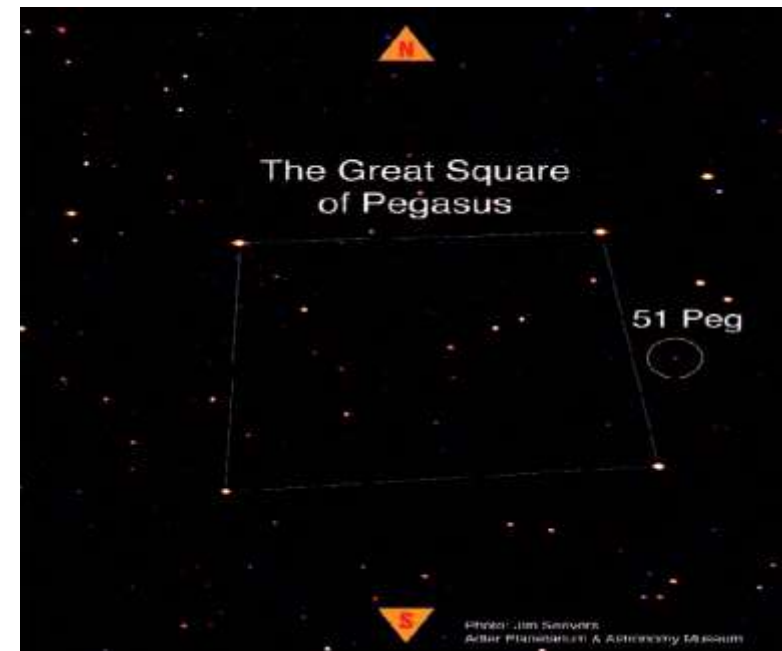 N
The Great Square
of Pegasus
51 Peg
S
Photo: Jim Seevers
Adler Planetarium & Astronomy Museum